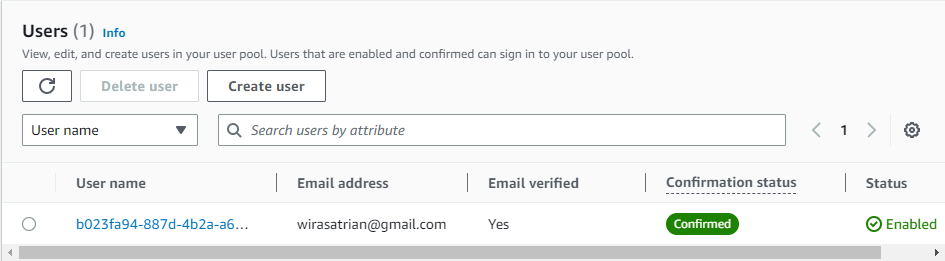 Users (1) Info
View, edit, and create users in your user pool. Users that are enabled and confirmed can sign in to your user pool.
Delete user Create user
User name Search users by attribute 1
User name Email address Email verified Confirmation status Status
b023fa94-887d-4b2a-a6... wirasatrian@gmail.com Yes Confirmed Enabled